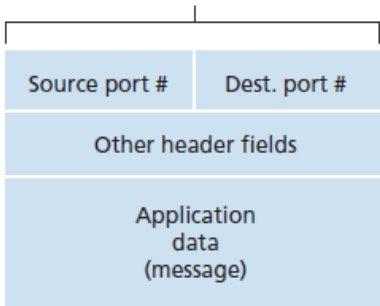 Source port #
Dest. port #
Other header fields
Application
data
(message)